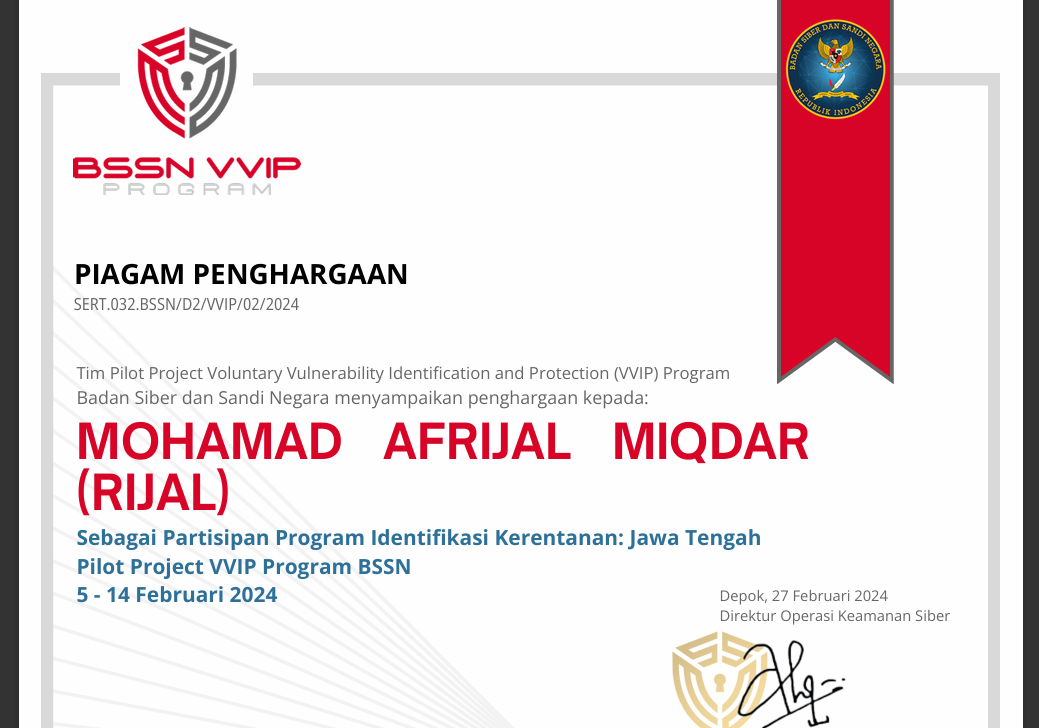 BADAN SIBER DAN SANDI NEGARA
REPUBLIK INDONESIA
BSSN VVIP
PROGRAM
PIAGAM PENGHARGAAN
SERT.032.BSSN/D2/VVIP/02/2024
Tim Pilot Project Voluntary Vulnerability Identification and Protection (VVIP) Program
Badan Siber dan Sandi Negara menyampaikan penghargaan kepada:
MOHAMAD AFRIJAL MIQDAR
(RIJAL)
Sebagai Partisipan Program Identifikasi Kerentanan: Jawa Tengah
Pilot Project VVIP Program BSSN
5 - 14 Februari 2024
Depok, 27 Februari 2024
Direktur Operasi Keamanan Siber